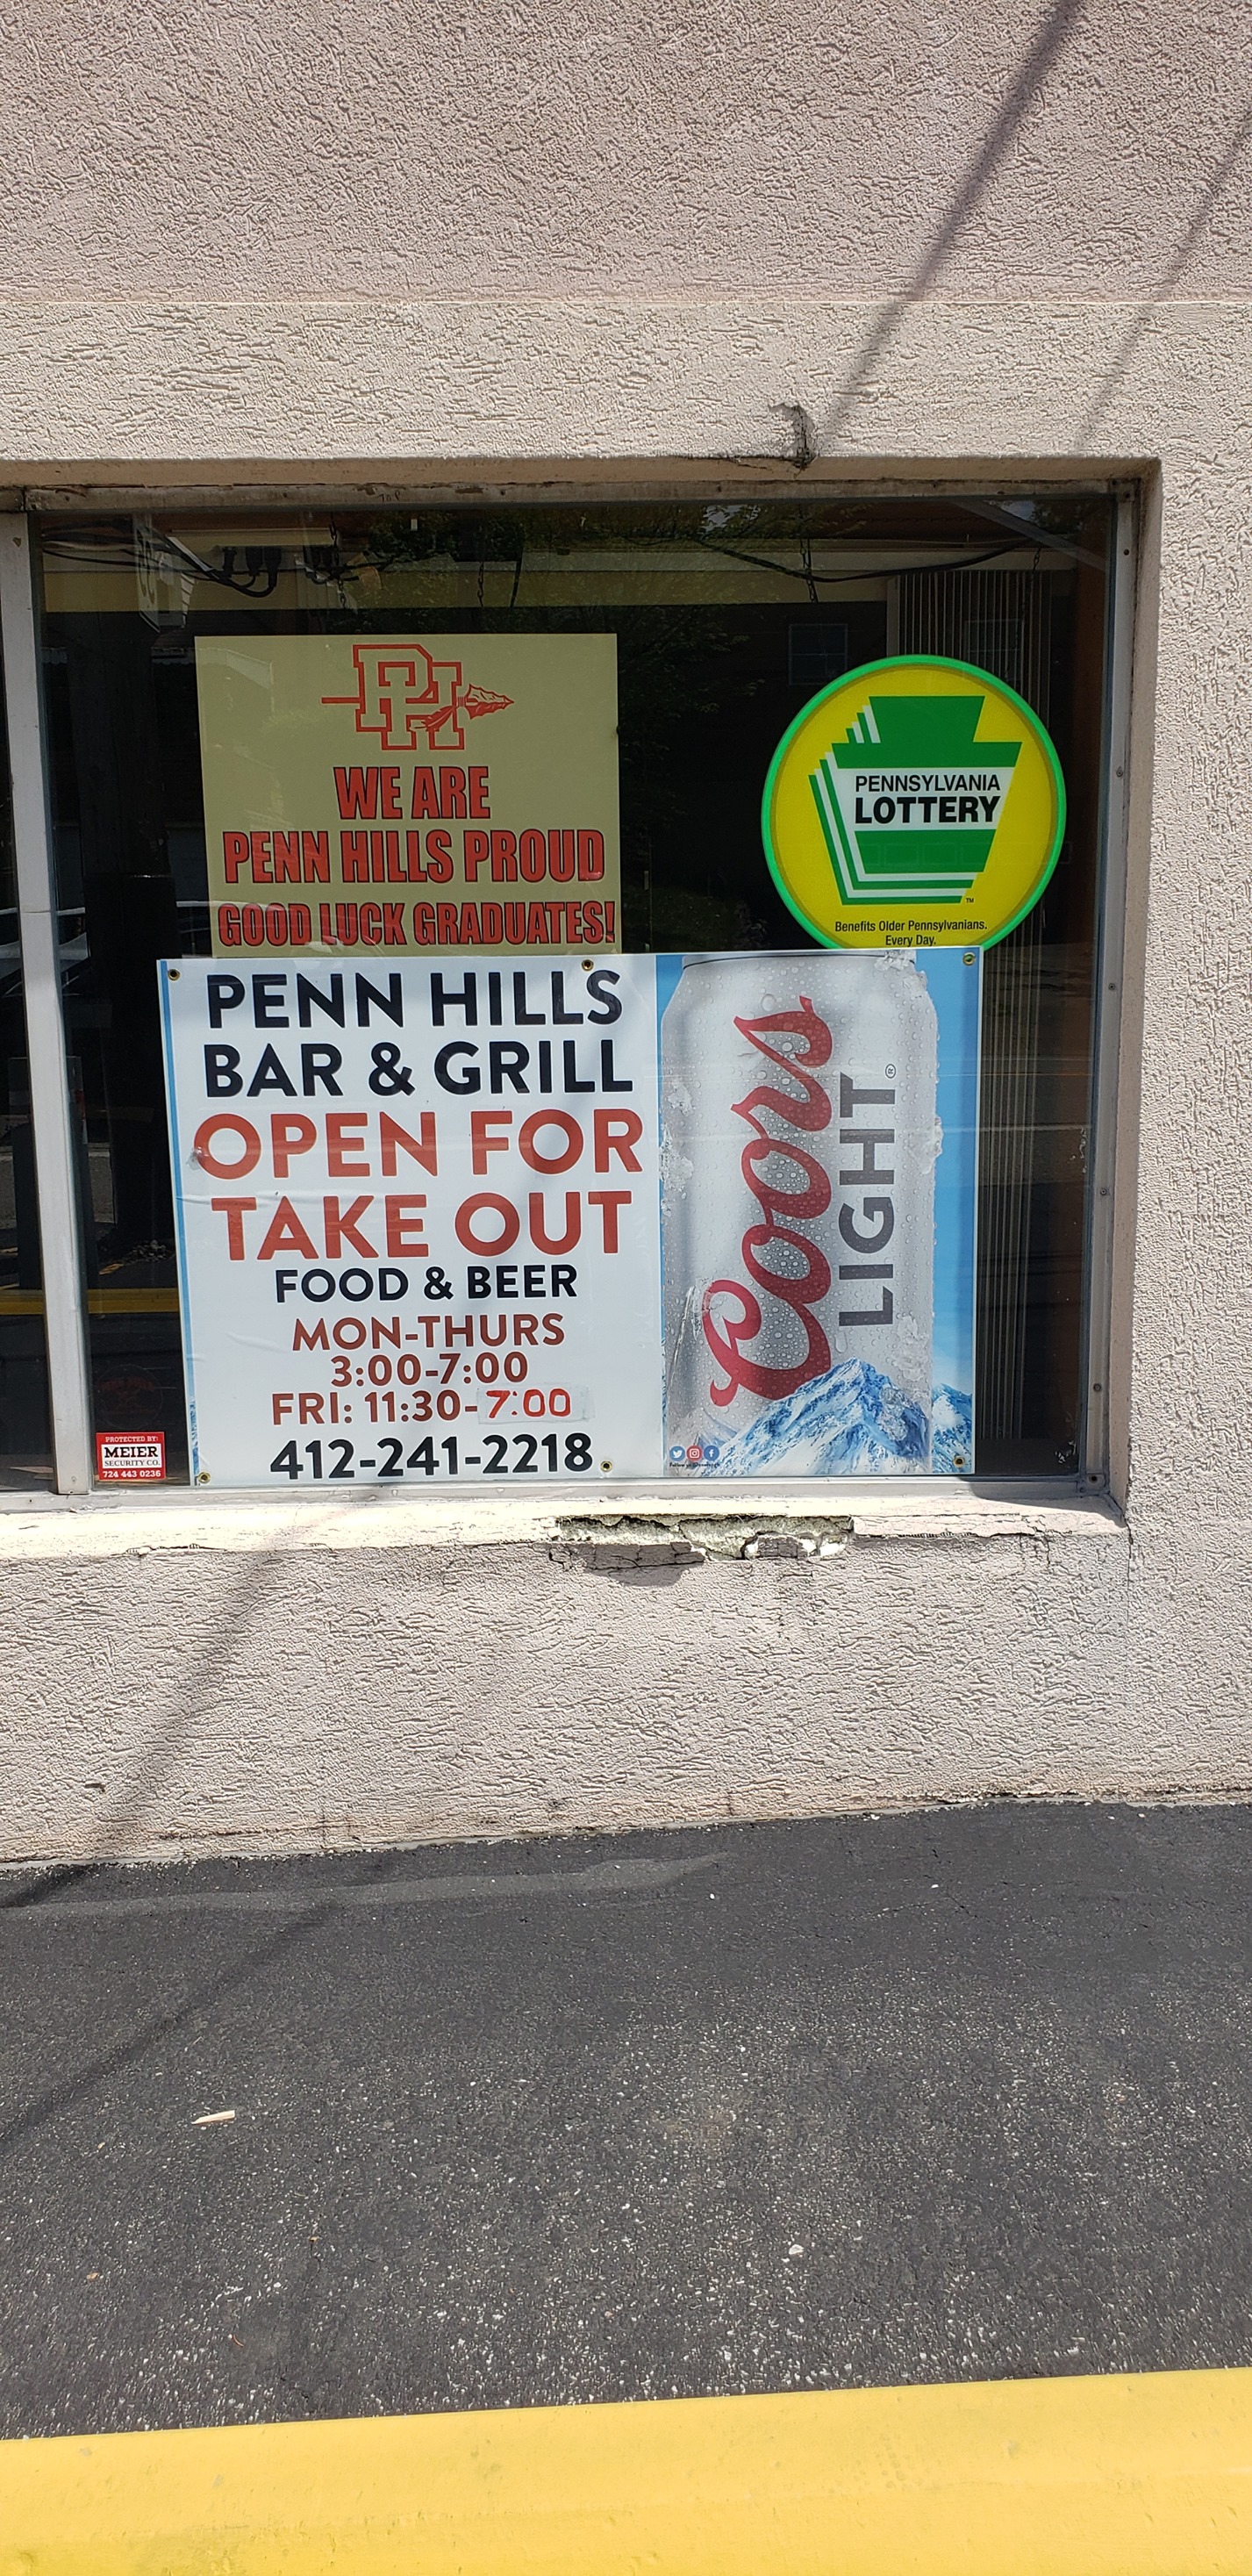 PH
WE ARE
PENN HILLS PROUD
GOOD LUCK GRADUATES!
PENNSYLVANIA
LOTTERY
TM
Benefits Older Pennsylvanians.
Every Day.
PENN HILLS
BAR & GRILL
OPEN FOR
TAKE OUT
FOOD & BEER
MON-THURS
3:00-7:00
FRI: 11:30-7:00
412-241-2218
Coors
LIGHT®
PROTECTED BY:
MEIER
SECURITY CO.
724 443 0236